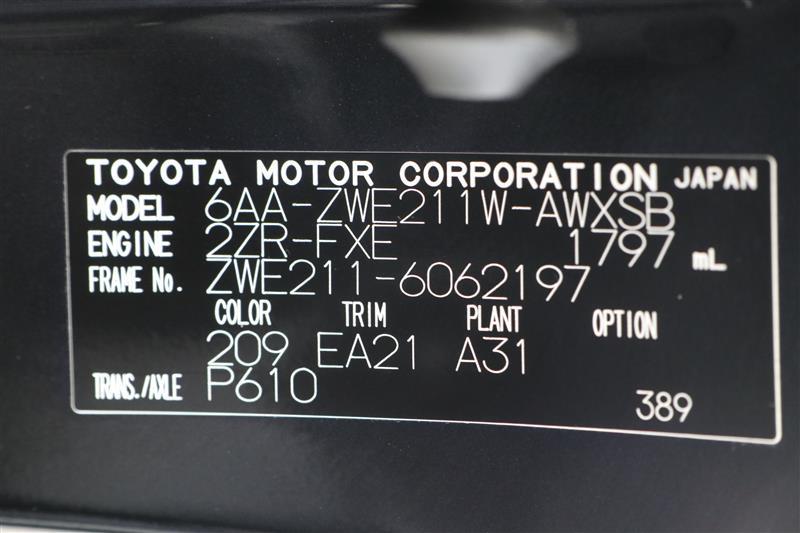 TOYOTA MOTOR CORPORATION JAPAN
MODEL 6AA-ZWE211W-AWXSB
ENGINE 2ZR-FXE 1797 mL
FRAME No. ZWE211-6062197
COLOR TRIM PLANT OPTION
209 EA21 A31
TRANS./AXLE P610
389